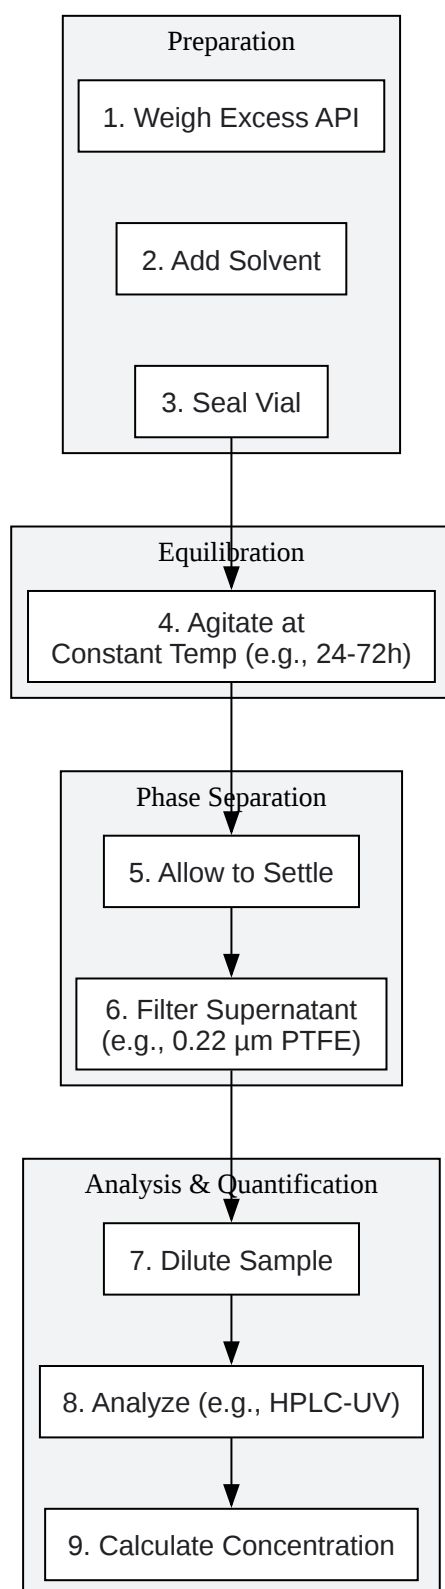 Preparation
1. Weigh Excess API
2. Add Solvent
3. Seal Vial
Equilibration
4. Agitate at
Constant Temp (e.g., 24-72h)
Phase Separation
5. Allow to Settle
6. Filter Supernatant
(e.g., 0.22 µm PTFE)
Analysis & Quantification
7. Dilute Sample
8. Analyze (e.g., HPLC-UV)
9. Calculate Concentration